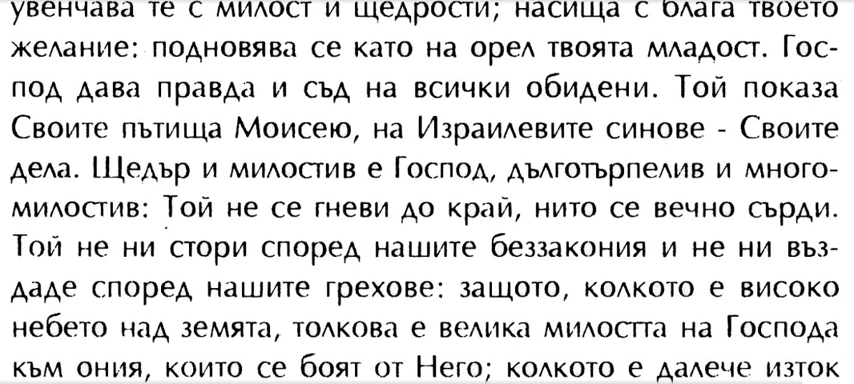 увенчава те с милост и щедрости; насища с блага твоето
желание: подновява се като на орел твоята младост. Гос-
под дава правда и съд на всички обидени. Той показа
Своите пътища Моисею, на Израилевите синове - Своите
дела. Щедър и милостив е Господ, дълготърпелив и много-
милостив: Той не се гневи до край, нито се вечно сърди.
Той не ни стори според нашите беззакония и не ни въз-
даде според нашите грехове: защото, колкото е високо
небето над земята, толкова е велика милостта на Господа
към ония, които се боят от Него; колкото е далече изток